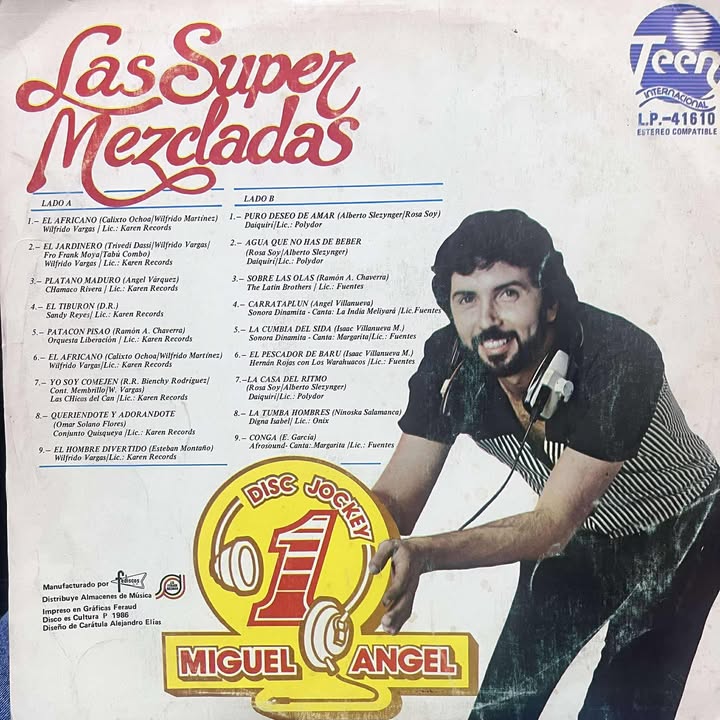 Las Super
Mezcladas
Teen
INTERNACIONAL
L.P.-41610
ESTEREO COMPATIBLE
LADO A
1.– EL AFRICANO (Calixto Ochoa/Wilfrido Martínez)
Wilfrido Vargas / Lic.: Karen Records
2.– EL JARDINERO (Trivedi Dassi/Wilfrido Vargas/
Fro Frank Moya/Tabú Combo)
Wilfrido Vargas | Lic.: Karen Records
3.– PLATANO MADURO (Angel Várquez)
CHamaco Rivera | Lic.: Karen Records
4.– EL TIBURON (D.R.)
Sandy Reyes/ Lic.: Karen Records
5.– PATACON PISAO (Ramón A. Chaverra)
Orquesta Liberación | Lic.: Karen Records
6.– EL AFRICANO (Calixto Ochoa/Wilfrido Martínez)
Wilfrido Vargas/Lic.: Karen Records
7.– YO SOY COMEJEN (R.R. Bienchy Rodríguez/
Cont. Membrillo/W. Vargas)
Las CHicas del Can /Lic.: Karen Records
8.– QUERIENDOTE Y ADORANDOTE
(Omar Solano Flores)
Conjunto Quisqueya /Lic.: Karen Records
9.– EL HOMBRE DIVERTIDO (Esteban Montaño)
Wilfrido Vargas/Lic.: Karen Records
LADO B
1.– PURO DESEO DE AMAR (Alberto Slezynger/Rosa Soy)
Daiquirí/Lic.: Polydor
2.– AGUA QUE NO HAS DE BEBER
(Rosa Soy/Alberto Slezynger)
Daiquirí/Lic.: Polydor
3.– SOBRE LAS OLAS (Ramón A. Chaverra)
The Latin Brothers | Lic.: Fuentes
4.– CARRATAPLUN (Angel Villanueva)
Sonora Dinamita - Canta: La India Meliyará /Lic.Fuentes
5.– LA CUMBIA DEL SIDA (Isaac Villanueva M.)
Sonora Dinamita - Canta: Margarita/Lic.: Fuentes
6.– EL PESCADOR DE BARU (Isaac Villanueva M.)
Hernán Rojas con Los Warahuacos | Lic.: Fuentes
7.–LA CASA DEL RITMO
(Rosa Soy/Alberto Slezynger)
Daiquirí/Lic.: Polydor
8.– LA TUMBA HOMBRES (Ninoska Salamanca)
Digna Isabel/ Lic.: Onix
9.– CONGA (E. García)
Afrosound- Canta: Margarita | Lic.: Fuentes
DISC JOCKEY
1
MIGUEL ANGEL
Manufacturado por fediscos
Distribuye Almacenes de Música
Impreso en Gráficas Feraud
Disco es Cultura P 1986
Diseño de Carátula Alejandro Elías